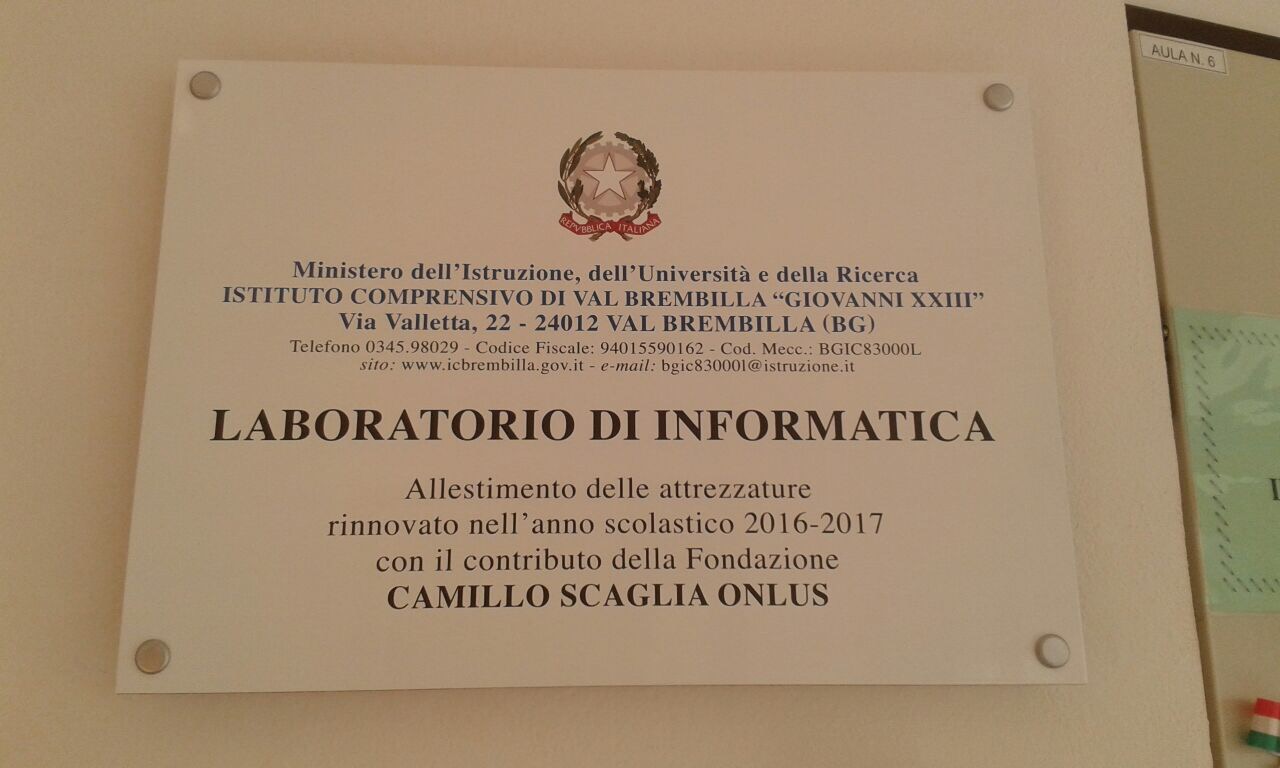 AULA N. 6
REPVBBLICA ITALIANA
Ministero dell'Istruzione, dell'Università e della Ricerca
ISTITUTO COMPRENSIVO DI VAL BREMBILLA “GIOVANNI XXIII”
Via Valletta, 22 - 24012 VAL BREMBILLA (BG)
Telefono 0345.98029 - Codice Fiscale: 94015590162 - Cod. Mecc.: BGIC83000L
sito: www.icbrembilla.gov.it - e-mail: bgic83000l@istruzione.it
LABORATORIO DI INFORMATICA
Allestimento delle attrezzature
rinnovato nell'anno scolastico 2016-2017
con il contributo della Fondazione
CAMILLO SCAGLIA ONLUS